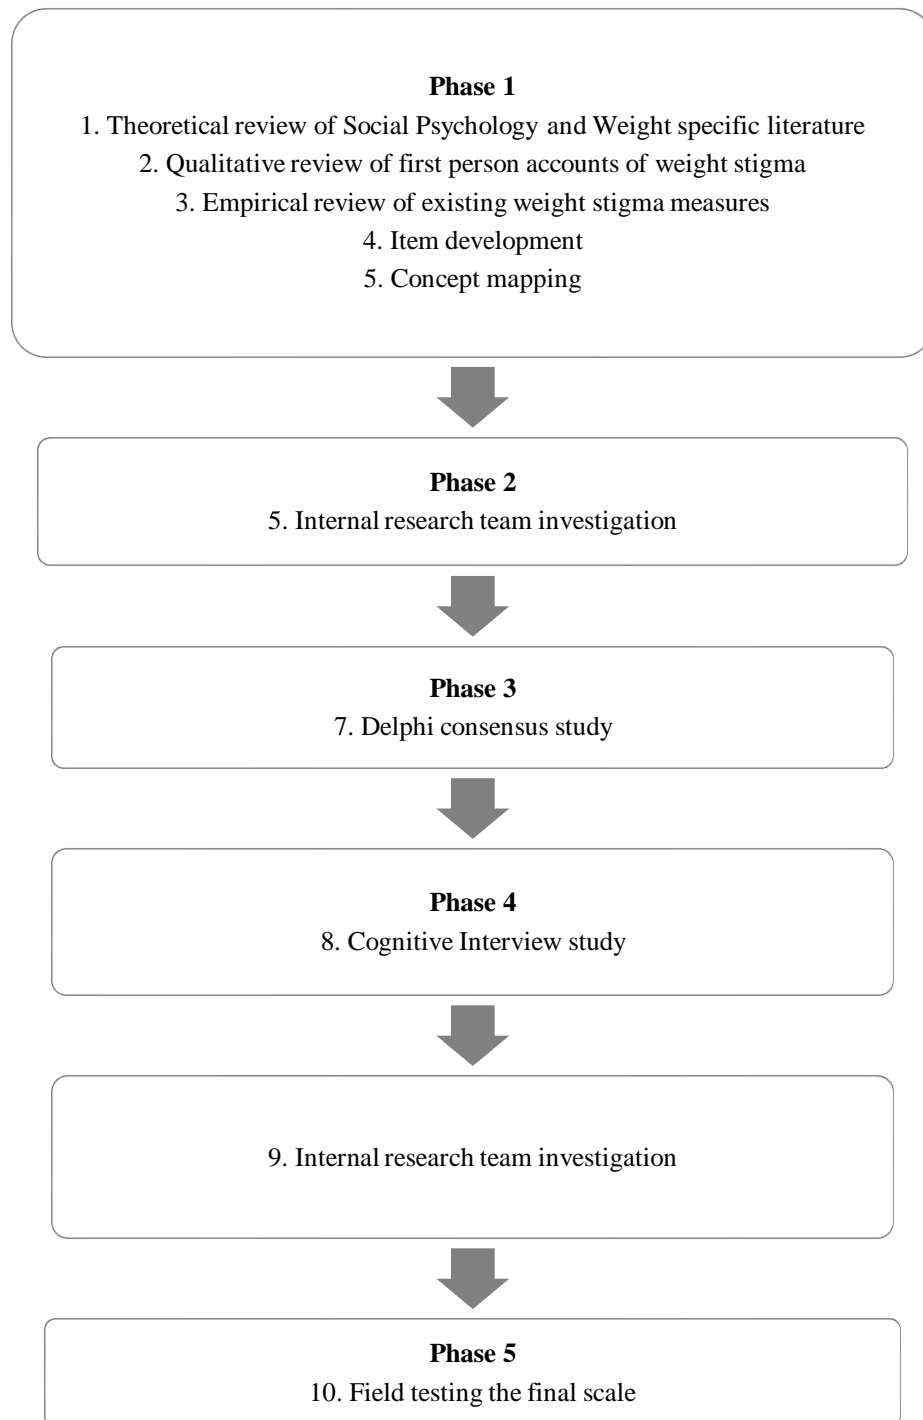 Phase 1
1. Theoretical review of Social Psychology and Weight specific literature
2. Qualitative review of first person accounts of weight stigma
3. Empirical review of existing weight stigma measures
4. Item development
5. Concept mapping
Phase 2
5. Internal research team investigation
Phase 3
7. Delphi consensus study
Phase 4
8. Cognitive Interview study
9. Internal research team investigation
Phase 5
10. Field testing the final scale